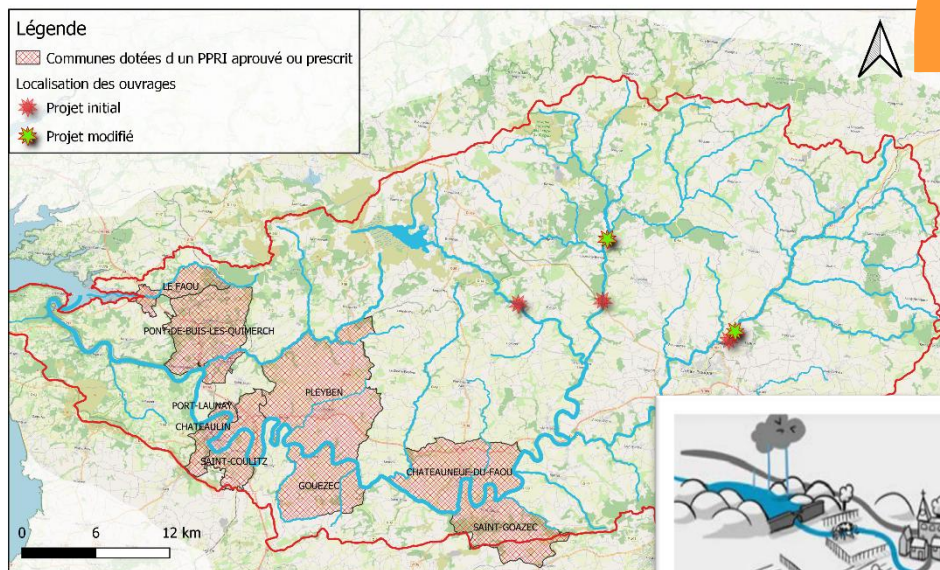 Légende
Communes dotées d un PPRI aprouvé ou prescrit
Localisation des ouvrages
Projet initial
Projet modifié
LE FAOU
PONT-DE-BUIS-LES-QUIMERCH
PORT-LAUNAY
PLEYBEN
CHATEAULIN
SAINT-COULITZ
GOUEZEC
CHATEAUNEUF-DU-FAOU
SAINT-GOAZEC
0 6 12 km